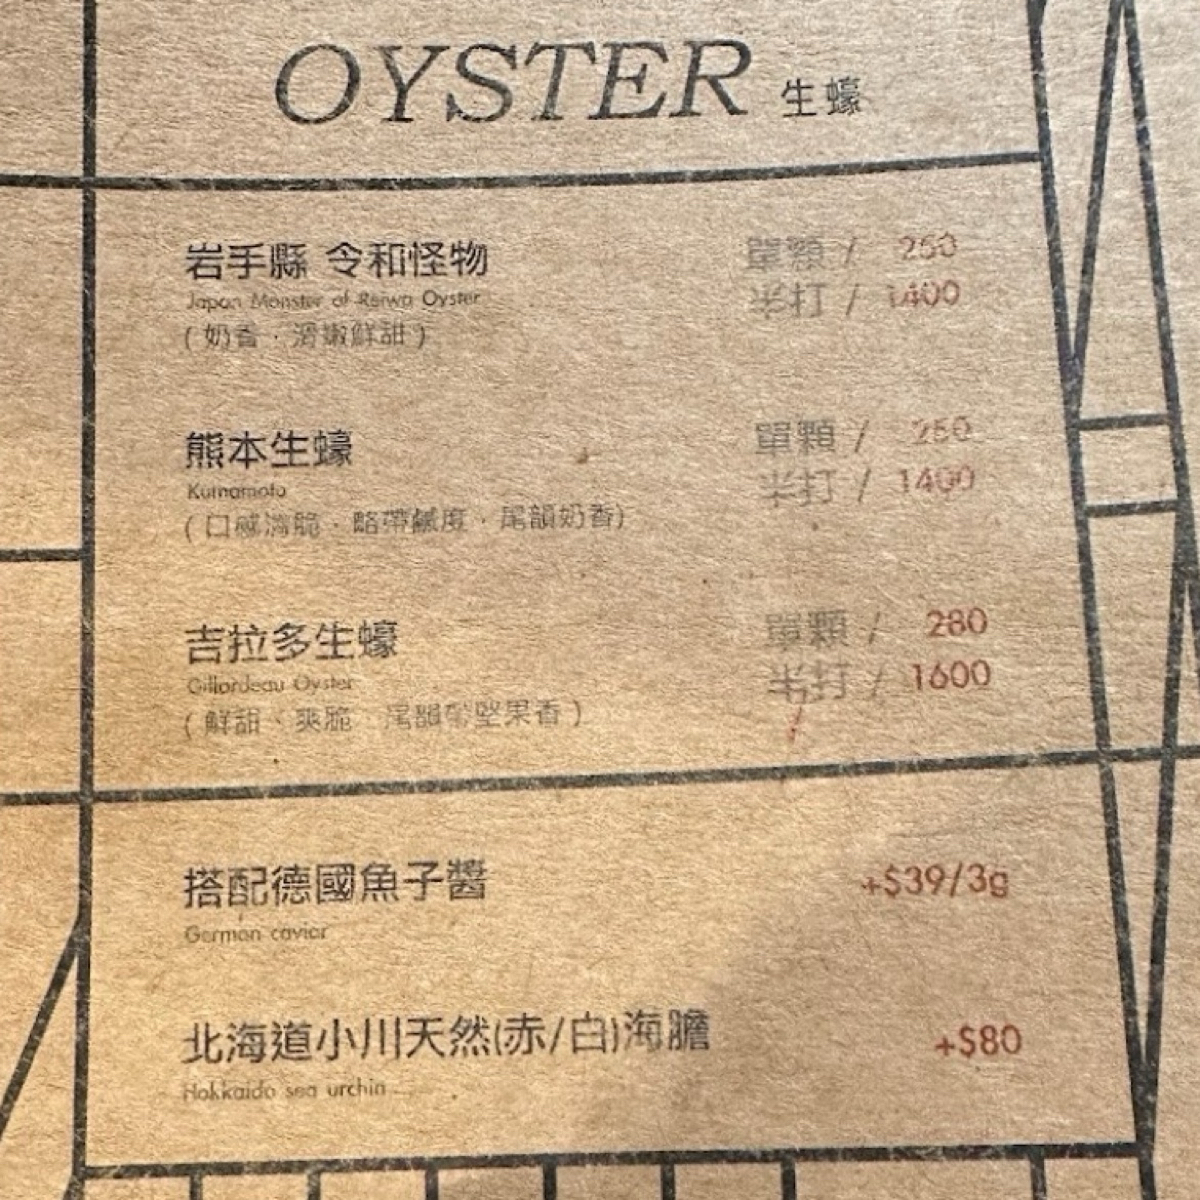 OYSTER 生蠔
岩手縣 令和怪物 單顆 / 250
Japan Monster of Reiwa Oyster 半打 / 1400
( 奶香 · 滑嫩鮮甜 )
熊本生蠔 單顆 / 250
Kumamoto 半打 / 1400
( 口感清脆 · 略帶鹹度 · 尾韻奶香)
吉拉多生蠔 單顆 / 280
Gillardeau Oyster 半打 / 1600
( 鮮甜、爽脆 尾韻帶堅果香 )
搭配德國魚子醬 +$39/3g
German caviar
北海道小川天然(赤/白)海膽 +$80
Hokkaido sea urchin